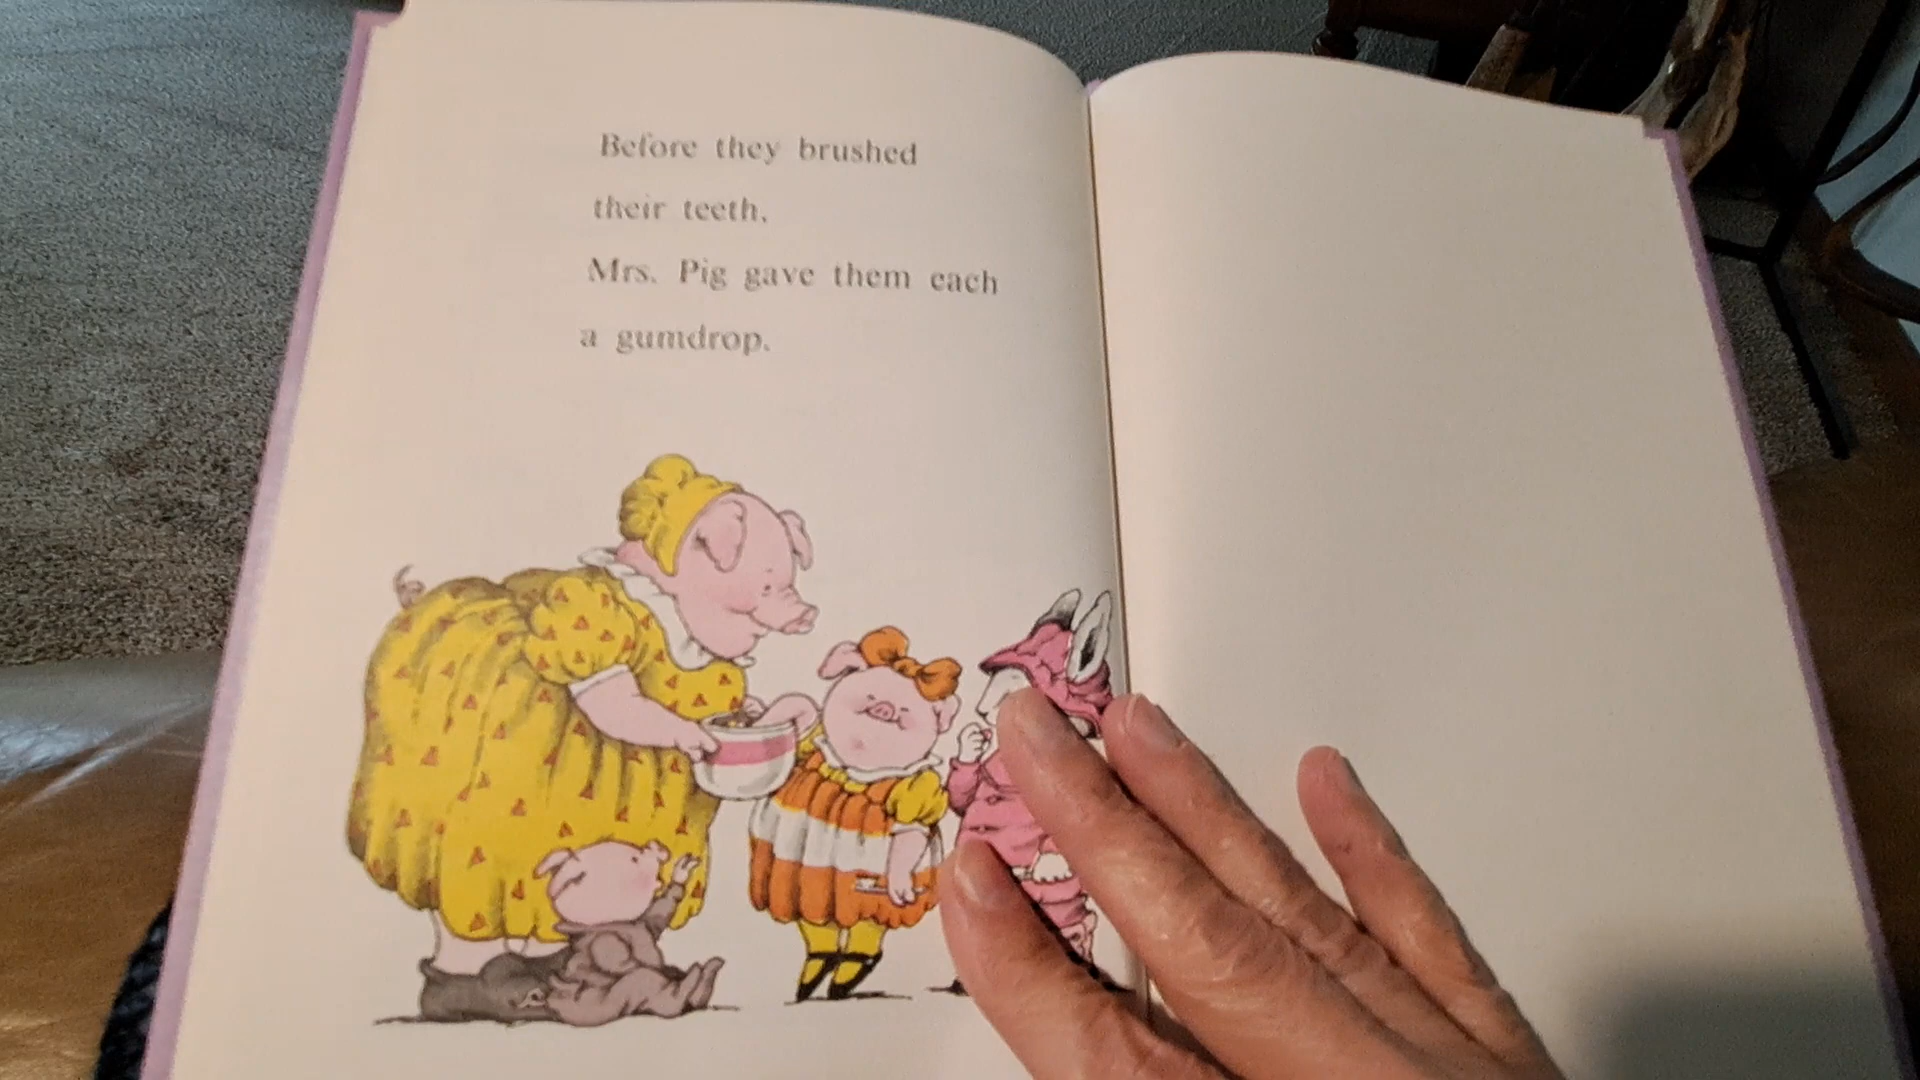 Before they brushed
their teeth,
Mrs. Pig gave them each
a gumdrop.